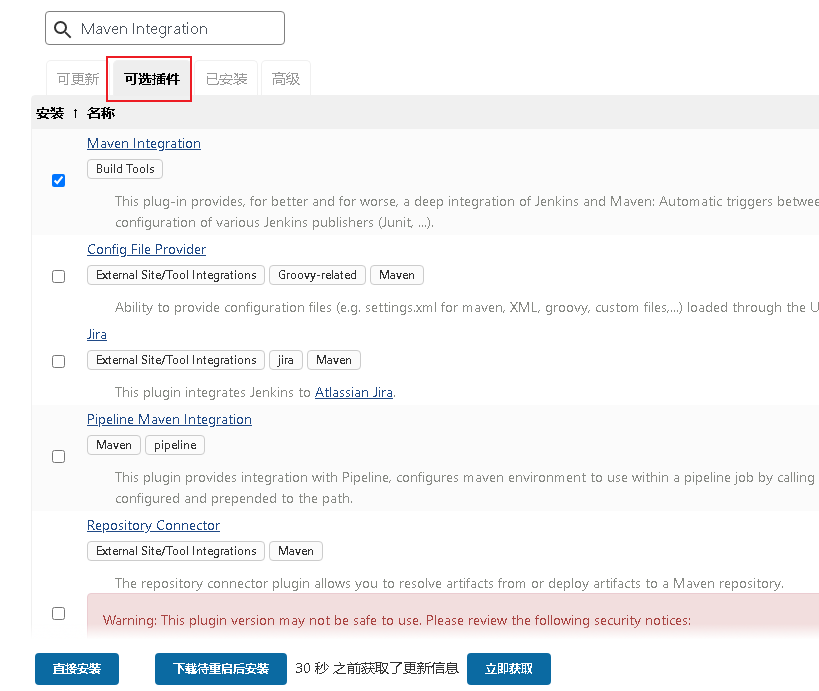 Maven Integration
可更新 可选插件 已安装 高级
安装 ↑ 名称
Maven Integration
Build Tools
This plug-in provides, for better and for worse, a deep integration of Jenkins and Maven: Automatic triggers betwee
configuration of various Jenkins publishers (Junit, ...).
Config File Provider
External Site/Tool Integrations Groovy-related Maven
Ability to provide configuration files (e.g. settings.xml for maven, XML, groovy, custom files,...) loaded through the U
Jira
External Site/Tool Integrations jira Maven
This plugin integrates Jenkins to Atlassian Jira.
Pipeline Maven Integration
Maven pipeline
This plugin provides integration with Pipeline, configures maven environment to use within a pipeline job by calling
configured and prepended to the path.
Repository Connector
External Site/Tool Integrations Maven
The repository connector plugin allows you to resolve artifacts from or deploy artifacts to a Maven repository.
Warning: This plugin version may not be safe to use. Please review the following security notices:
直接安装 下载待重启后安装 30 秒 之前获取了更新信息 立即获取